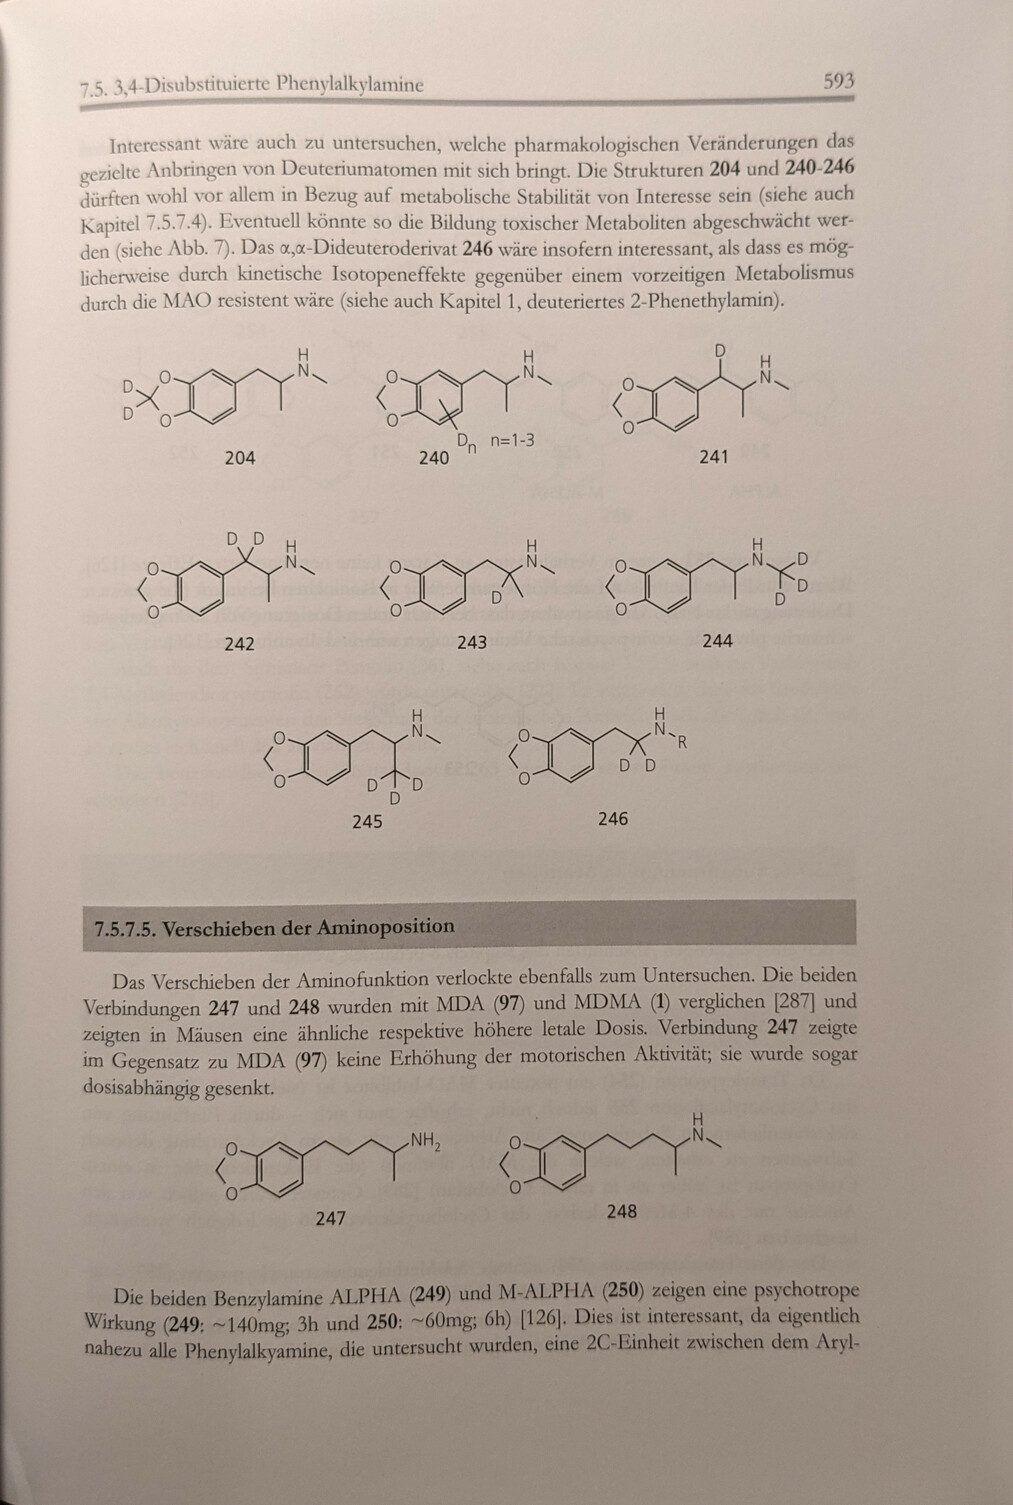 7.5. 3,4-Disubstituierte Phenylalkylamine 593
Interessant wäre auch zu untersuchen, welche pharmakologischen Veränderungen das
gezielte Anbringen von Deuteriumatomen mit sich bringt. Die Strukturen 204 und 240-246
dürften wohl vor allem in Bezug auf metabolische Stabilität von Interesse sein (siehe auch
Kapitel 7.5.7.4). Eventuell könnte so die Bildung toxischer Metaboliten abgeschwächt wer-
den (siehe Abb. 7). Das α,α-Dideuteroderivat 246 wäre insofern interessant, als dass es mög-
licherweise durch kinetische Isotopeneffekte gegenüber einem vorzeitigen Metabolismus
durch die MAO resistent wäre (siehe auch Kapitel 1, deuteriertes 2-Phenethylamin).
D D O O H N
O O H N Dn n=1-3
O O D H N
204 240 241
O O D D H N
O O D H N
O O H N D D D
242 243 244
O O H N D D D
O O H N R D D
245 246
7.5.7.5. Verschieben der Aminoposition
Das Verschieben der Aminofunktion verlockte ebenfalls zum Untersuchen. Die beiden
Verbindungen 247 und 248 wurden mit MDA (97) und MDMA (1) verglichen [287] und
zeigten in Mäusen eine ähnliche respektive höhere letale Dosis. Verbindung 247 zeigte
im Gegensatz zu MDA (97) keine Erhöhung der motorischen Aktivität; sie wurde sogar
dosisabhängig gesenkt.
O O NH2
O O H N
247 248
Die beiden Benzylamine ALPHA (249) und M-ALPHA (250) zeigen eine psychotrope
Wirkung (249: ~140mg; 3h und 250: ~60mg; 6h) [126]. Dies ist interessant, da eigentlich
nahezu alle Phenylalkyamine, die untersucht wurden, eine 2C-Einheit zwischen dem Aryl-